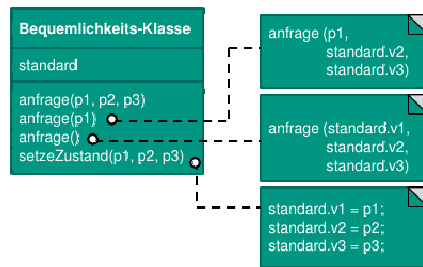 Bequemlichkeits-Klasse
standard
anfrage(p1, p2, p3)
anfrage(p1)
anfrage()
setzeZustand(p1, p2, p3)
anfrage (p1,
standard.v2,
standard.v3)
anfrage (standard.v1,
standard.v2,
standard.v3)
standard.v1 = p1;
standard.v2 = p2;
standard.v3 = p3;